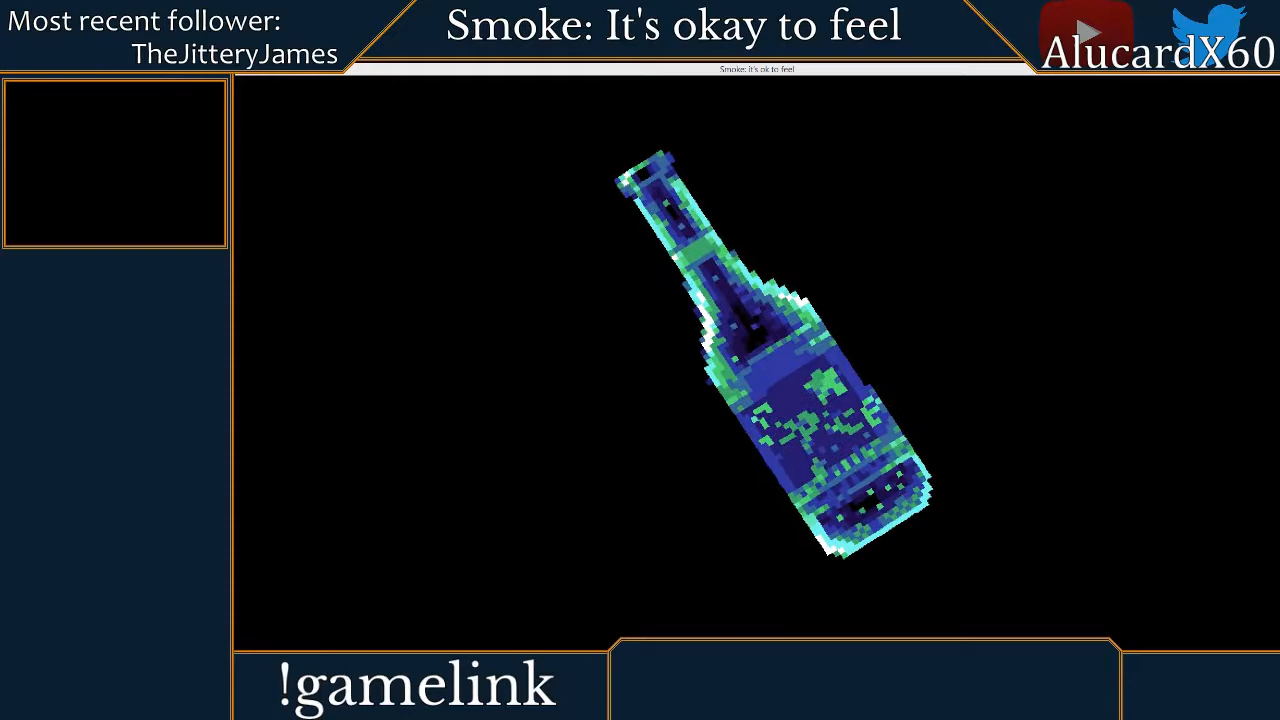 Most recent follower:
TheJitteryJames
Smoke: It's okay to feel
AlucardX60
Smoke: it's ok to feel
!gamelink